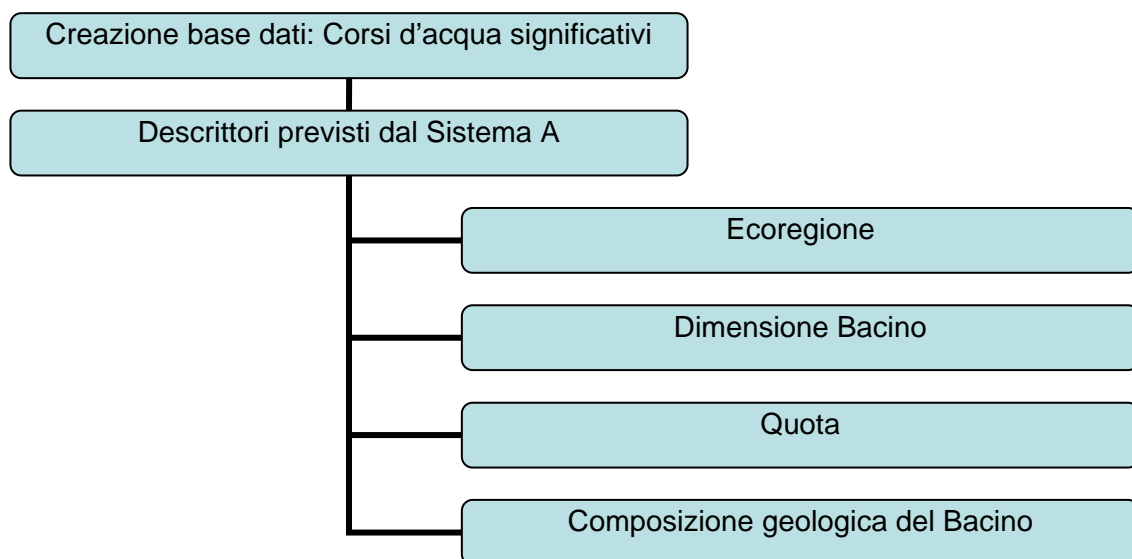 Creazione base dati: Corsi d'acqua significativi
Descrittori previsti dal Sistema A
Ecoregione
Dimensione Bacino
Quota
Composizione geologica del Bacino